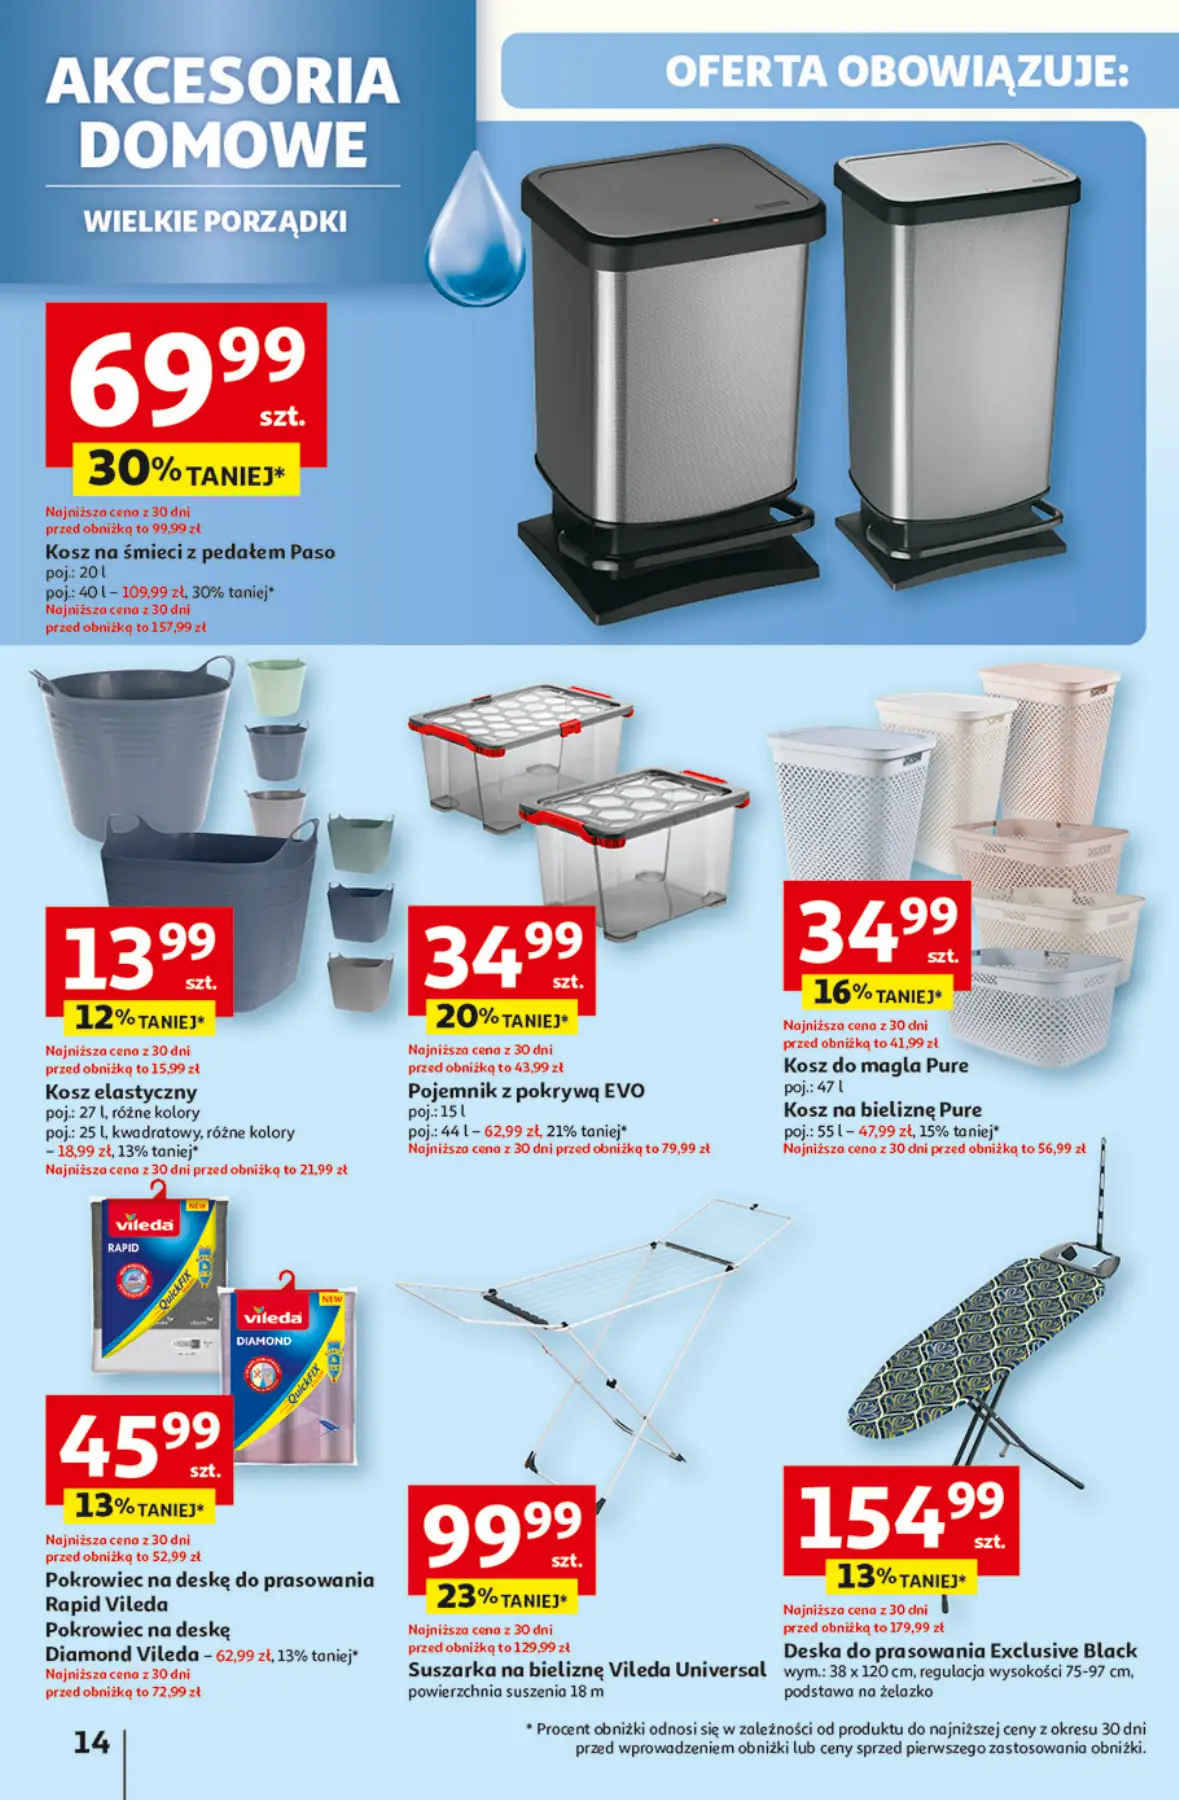 AKCESORIA
DOMOWE
WIELKIE PORZĄDKI
OFERTA OBOWIĄZUJE:
69 99
szt.
30% TANIEJ*
Najniższa cena z 30 dni
przed obniżką to 99,99 zł
Kosz na śmieci z pedałem Paso
poj.: 20 l
poj.: 40 l – 109,99 zł, 30% taniej*
Najniższa cena z 30 dni
przed obniżką to 157,99 zł
13 99
szt.
12% TANIEJ*
Najniższa cena z 30 dni
przed obniżką to 15,99 zł
Kosz elastyczny
poj.: 27 l, różne kolory
poj.: 25 l, kwadratowy, różne kolory
– 18,99 zł, 13% taniej*
Najniższa cena z 30 dni przed obniżką to 21,99 zł
34 99
szt.
20% TANIEJ*
Najniższa cena z 30 dni
przed obniżką to 43,99 zł
Pojemnik z pokrywą EVO
poj.: 15 l
poj.: 44 l – 62,99 zł, 21% taniej*
Najniższa cena z 30 dni przed obniżką to 79,99 zł
34 99
szt.
16% TANIEJ*
Najniższa cena z 30 dni
przed obniżką to 41,99 zł
Kosz do magla Pure
poj.: 47 l
Kosz na bieliznę Pure
poj.: 55 l – 47,99 zł, 15% taniej*
Najniższa cena z 30 dni przed obniżką to 56,99 zł
NEW
vileda
RAPID
QuickFIX
NEW
vileda
DIAMOND
QuickFIX
45 99
szt.
13% TANIEJ*
Najniższa cena z 30 dni
przed obniżką to 52,99 zł
Pokrowiec na deskę do prasowania
Rapid Vileda
Pokrowiec na deskę
Diamond Vileda – 62,99 zł, 13% taniej*
Najniższa cena z 30 dni
przed obniżką to 72,99 zł
99 99
szt.
23% TANIEJ*
Najniższa cena z 30 dni
przed obniżką to 129,99 zł
Suszarka na bieliznę Vileda Universal
powierzchnia suszenia 18 m
154 99
szt.
13% TANIEJ*
Najniższa cena z 30 dni
przed obniżką to 179,99 zł
Deska do prasowania Exclusive Black
wym.: 38 x 120 cm, regulacja wysokości 75-97 cm,
podstawa na żelazko
* Procent obniżki odnosi się w zależności od produktu do najniższej ceny z okresu 30 dni
przed wprowadzeniem obniżki lub ceny sprzed pierwszego zastosowania obniżki.
14